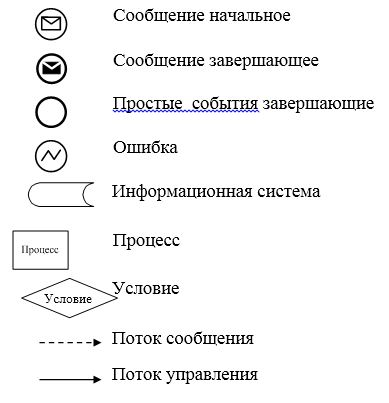 Сообщение начальное
Сообщение завершающее
Простые события завершающие
Ошибка
Информационная система
Процесс Процесс
Условие Условие
Поток сообщения
Поток управления